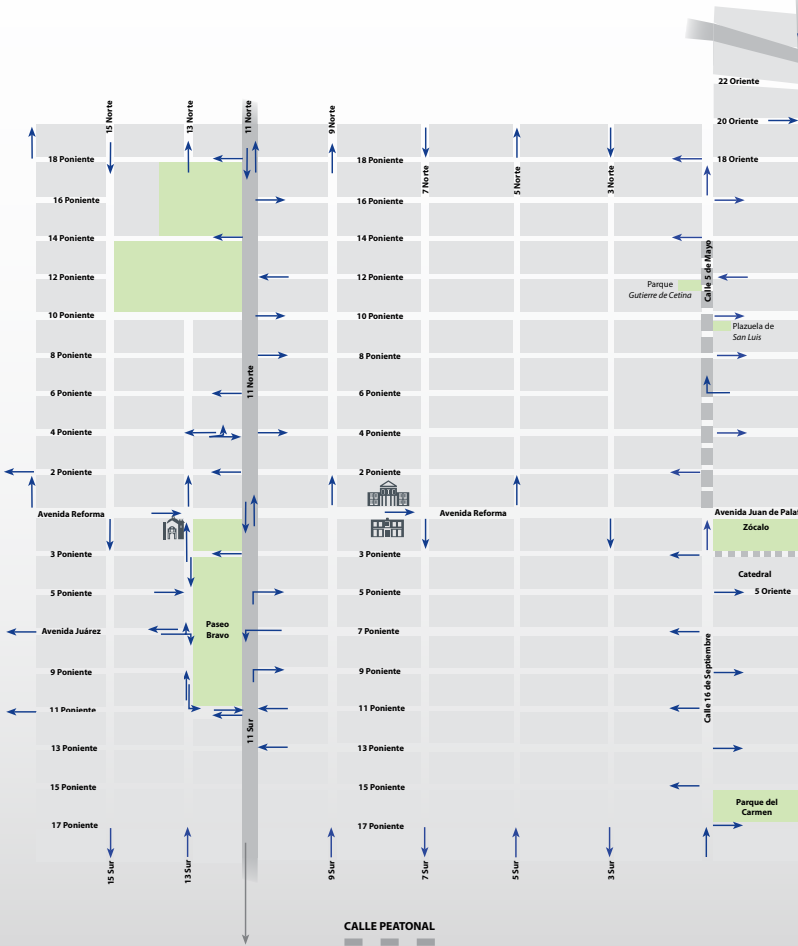 22 Oriente
20 Oriente
15 Norte
13 Norte
11 Norte
9 Norte
18 Poniente
18 Poniente
18 Oriente
7 Norte
5 Norte
3 Norte
16 Poniente
16 Poniente
14 Poniente
14 Poniente
Calle 5 de Mayo
12 Poniente
12 Poniente
Parque
Gutierre de Cetina
10 Poniente
10 Poniente
Plazuela de
San Luis
8 Poniente
8 Poniente
11 Norte
6 Poniente
6 Poniente
4 Poniente
4 Poniente
2 Poniente
2 Poniente
Avenida Reforma
Avenida Reforma
Avenida Juan de Palaf
Zócalo
3 Poniente
3 Poniente
Catedral
5 Poniente
5 Poniente
5 Oriente
Paseo
Bravo
Avenida Juárez
7 Poniente
9 Poniente
9 Poniente
Calle 16 de Septiembre
11 Poniente
11 Poniente
11 Sur
13 Poniente
13 Poniente
15 Poniente
15 Poniente
Parque del
Carmen
17 Poniente
17 Poniente
15 Sur
13 Sur
9 Sur
7 Sur
5 Sur
3 Sur
CALLE PEATONAL